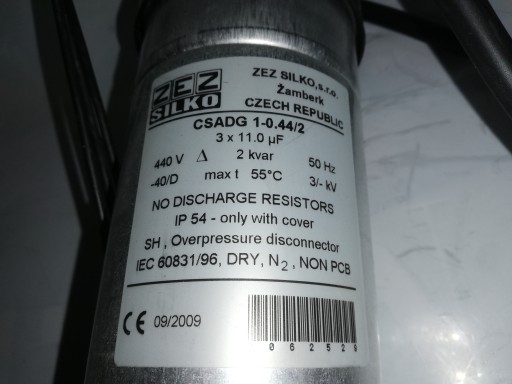 ZEZ
SILKO
ZEZ SILKO,s.r.o.
Žamberk
CZECH REPUBLIC
CSADG 1-0.44/2
3 x 11.0 µF
440 V Δ 2 kvar 50 Hz
-40/D max t 55°C 3/- kV
NO DISCHARGE RESISTORS
IP 54 - only with cover
SH , Overpressure disconnector
IEC 60831/96, DRY, N2 , NON PCB
CE 09/2009
062529